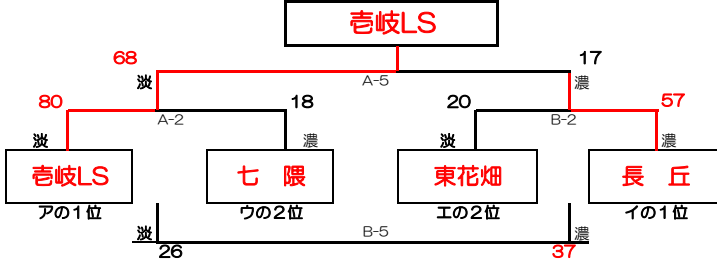 壱岐LS
68 17
淡 A-5 濃
80 18 20 57
A-2 B-2
淡 濃 淡 濃
壱岐LS 七 隈 東花畑 長 丘
アの1位 ウの2位 エの2位 イの1位
淡 B-5 濃
26 37